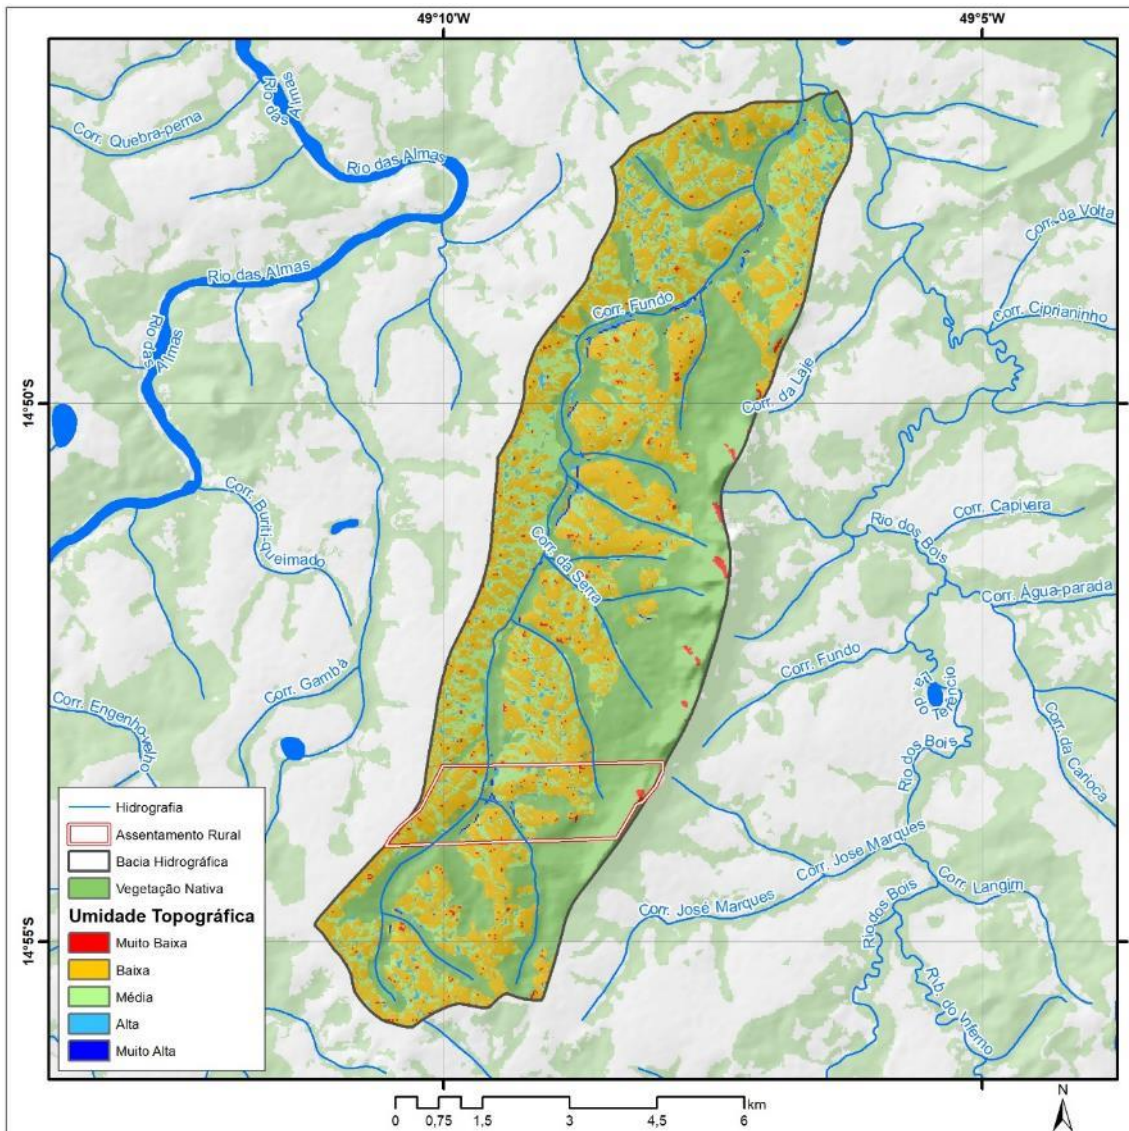 49°10'W
49°5'W
Rio das
Almas
Corr. Quebra-perna
Rio das Almas
Corr. da Volta
Rio das Almas
Corr. Fundo
Corr. Ciprianinho
Rio das
Almas
Corr. da Laje
14°50'S
Corr. Buriti-queimado
Rio dos Bois
Corr. Capivara
Corr. da Serra
Corr. Água-parada
Corr. Fundo
Corr. Gambá
Corr. Engenho-velho
do Terêncio
Rio dos Bois
Corr. da Carioca
Corr. Jose Marques
Corr. José Marques
Corr. Langim
Rio dos Bois
Rib. do Inferno
14°55'S
Hidrografia
Assentamento Rural
Bacia Hidrográfica
Vegetação Nativa
Umidade Topográfica
Muito Baixa
Baixa
Média
Alta
Muito Alta
0 0,75 1,5 3 4,5 6 km
N